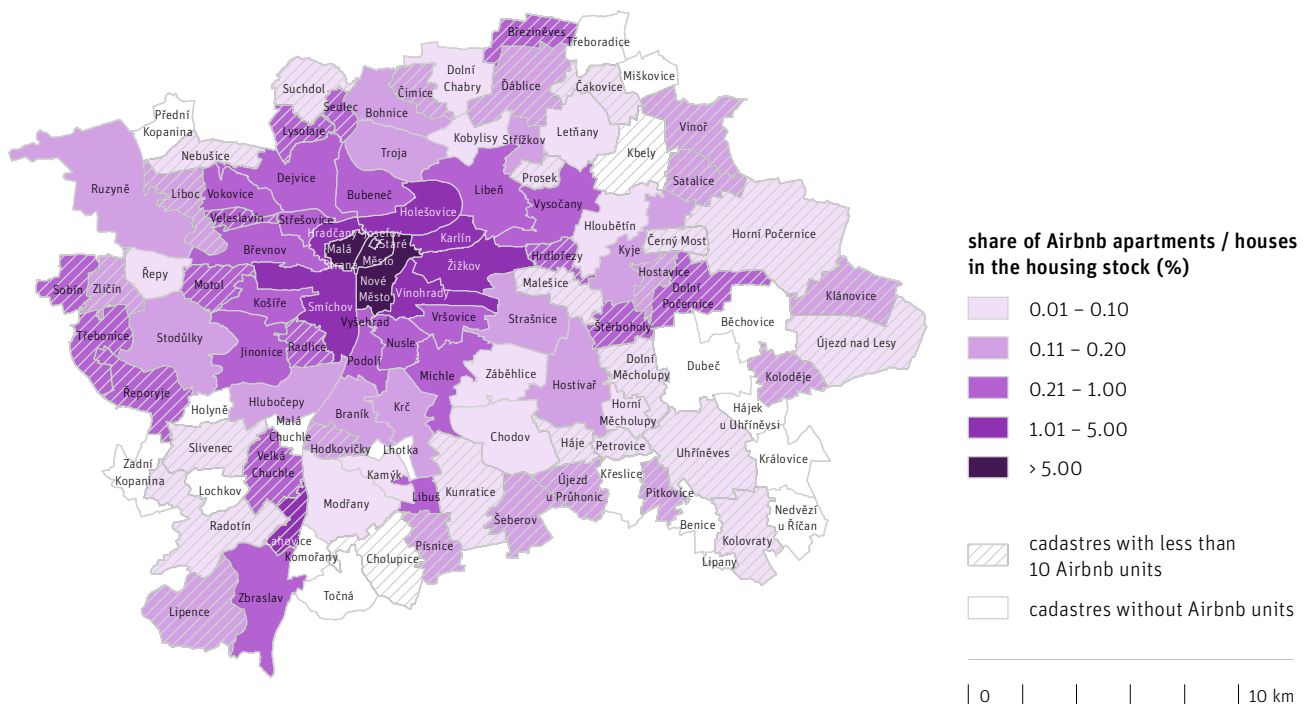 Březiněves
Třeboradice
Dolní
Chabry
Ďáblice
Miškovice
Čakovice
Suchdol
Čimice
Sedlec
Bohnice
Přední
Kopanina
Lysolaje
Kobylisy
Střížkov
Letňany
Vinoř
Nebušice
Troja
Kbely
Ruzyně
Liboc
Vokovice
Dejvice
Bubeneč
Libeň
Prosek
Satalice
Vysočany
Veleslavín
Střešovice
Holešovice
Hloubětín
Horní Počernice
Hradčany
Josefov
Karlín
Černý Most
Břevnov
Malá
Strana
Staré
Město
Kyje
Řepy
Žižkov
Hrdlořezy
Hostavice
Sobín
Zličín
Motol
Nové
Město
Vinohrady
Malešice
Dolní
Počernice
Klánovice
Košíře
Smíchov
Vyšehrad
Vršovice
Strašnice
Štěrboholy
Běchovice
Třebonice
Stodůlky
Jinonice
Radlice
Podolí
Nusle
Újezd nad Lesy
Michle
Záběhlice
Dolní
Měcholupy
Dubeč
Koloděje
Řeporyje
Hlubočepy
Hostivař
Holyně
Malá
Chuchle
Braník
Krč
Horní
Měcholupy
Hájek
u Uhříněvsi
Slivenec
Velká
Chuchle
Hodkovičky
Lhotka
Chodov
Háje
Petrovice
Uhříněves
Královice
Zadní
Kopanina
Lochkov
Kamýk
Kunratice
Křeslice
Modřany
Libuš
Újezd
u Průhonic
Pitkovice
Radotín
Šeberov
Benice
Nedvězí
u Říčan
ahovice
Komořany
Písnice
Kolovraty
Cholupice
Lipany
Lipence
Zbraslav
Točná
share of Airbnb apartments / houses
in the housing stock (%)
0.01 – 0.10
0.11 – 0.20
0.21 – 1.00
1.01 – 5.00
> 5.00
cadastres with less than
10 Airbnb units
cadastres without Airbnb units
0 10 km